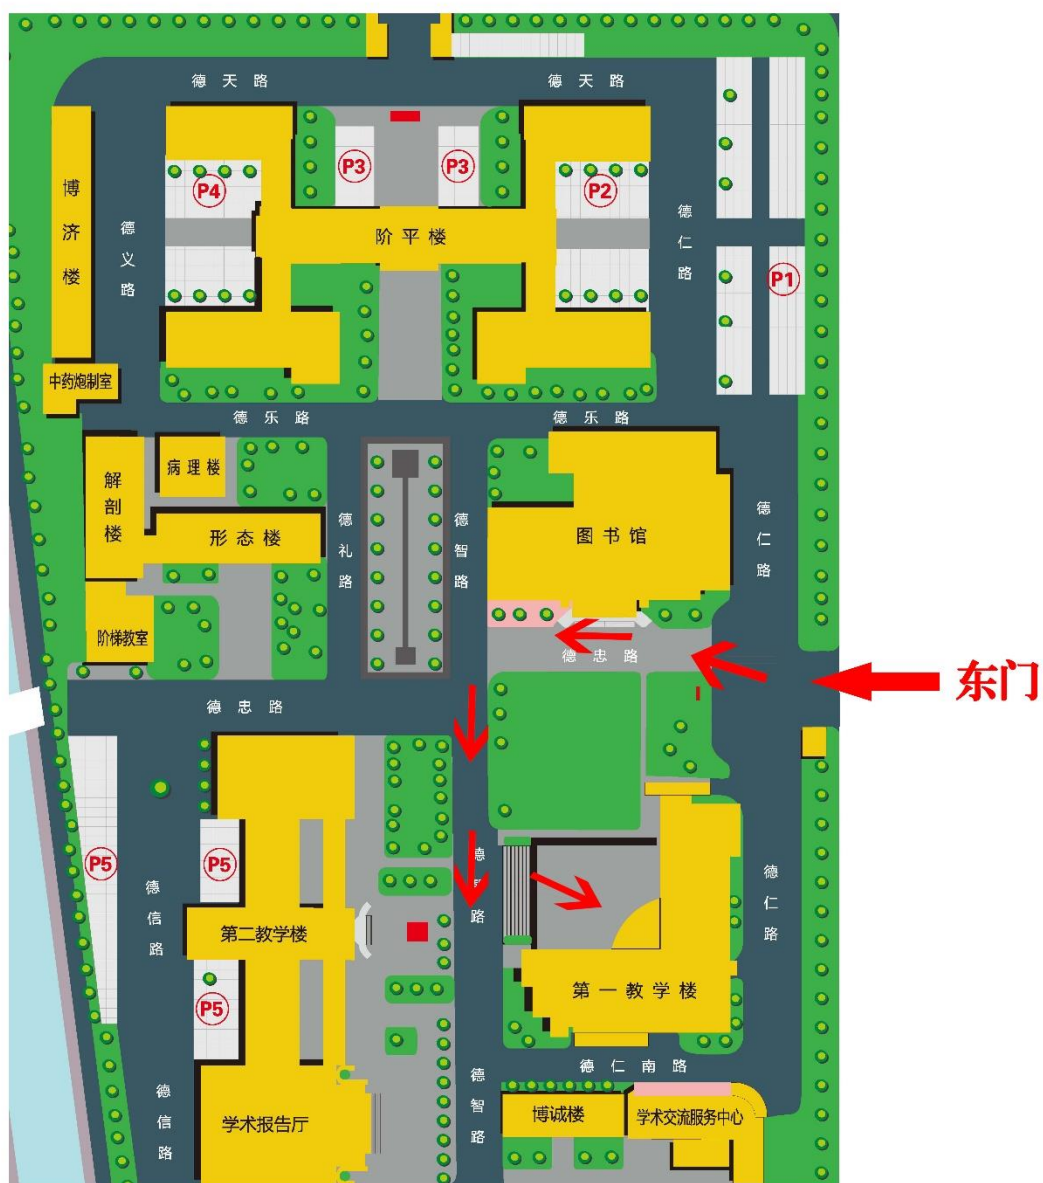 德天路
德天路
P3
P3
P4
P2
博济楼
德义路
阶平楼
德仁路
P1
中药炮制室
德乐路
德乐路
解剖楼
病理楼
形态楼
德礼路
德智路
图书馆
德仁路
阶梯教室
德忠路
东门
德忠路
P5
P5
德信路
第二教学楼
德
路
德仁路
第一教学楼
P5
德仁南路
德信路
学术报告厅
德智路
博诚楼
学术交流服务中心